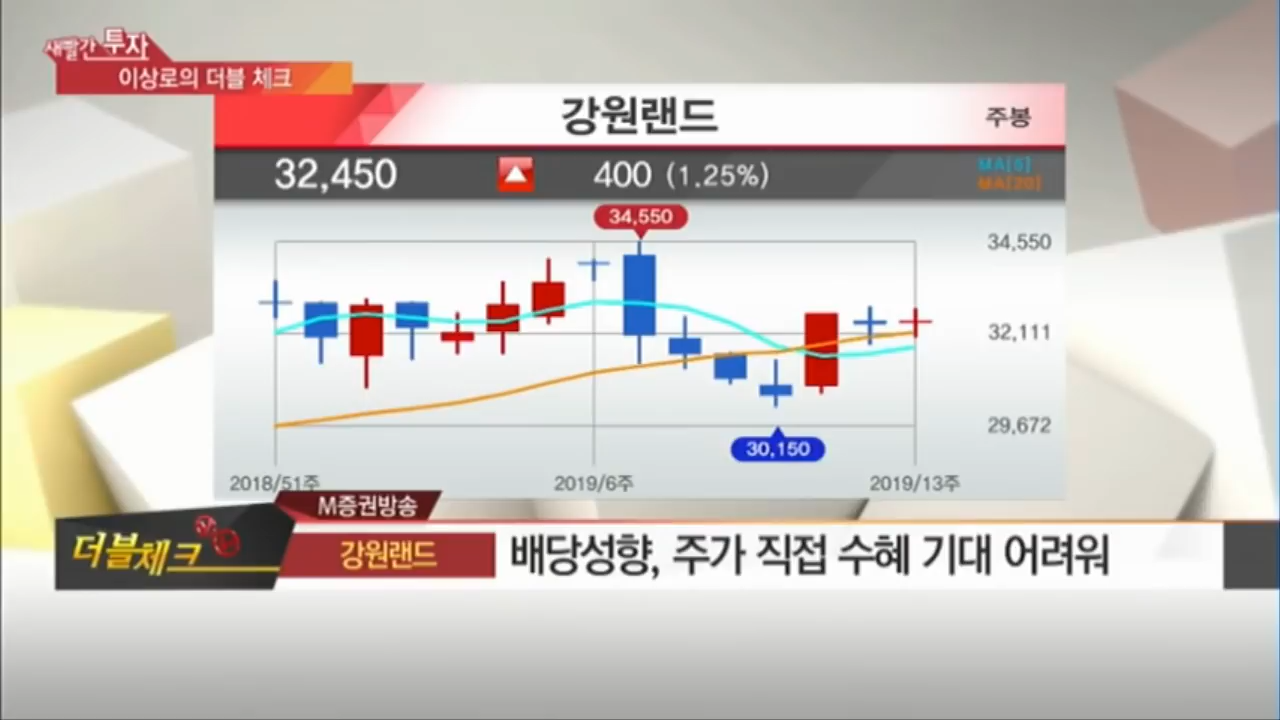 새빨간 투자
이상로의 더블 체크
강원랜드
주봉
32,450 400 (1.25%)
MA[5]
MA[20]
34,550
34,550
32,111
29,672
30,150
2018/51주 2019/6주 2019/13주
M증권방송
더블체크
강원랜드
배당성향, 주가 직접 수혜 기대 어려워